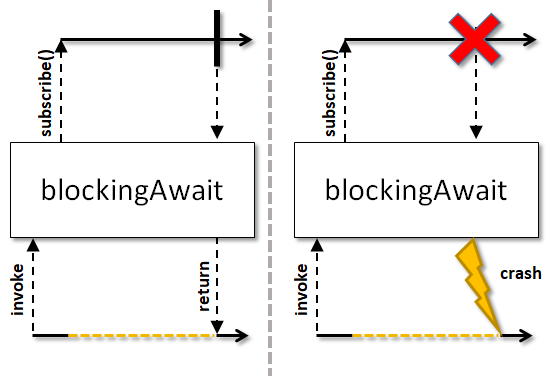 subscribe()
blockingAwait
invoke
return
subscribe()
blockingAwait
invoke
crash